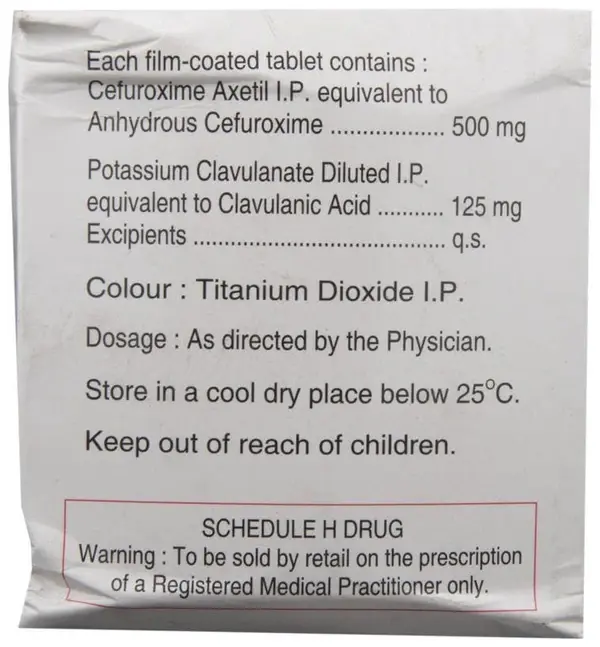 Each film-coated tablet contains :
Cefuroxime Axetil I.P. equivalent to
Anhydrous Cefuroxime ................... 500 mg
Potassium Clavulanate Diluted I.P.
equivalent to Clavulanic Acid ........... 125 mg
Excipients ......................................... q.s.
Colour : Titanium Dioxide I.P.
Dosage : As directed by the Physician.
Store in a cool dry place below 25°C.
Keep out of reach of children.
SCHEDULE H DRUG
Warning : To be sold by retail on the prescription
of a Registered Medical Practitioner only.